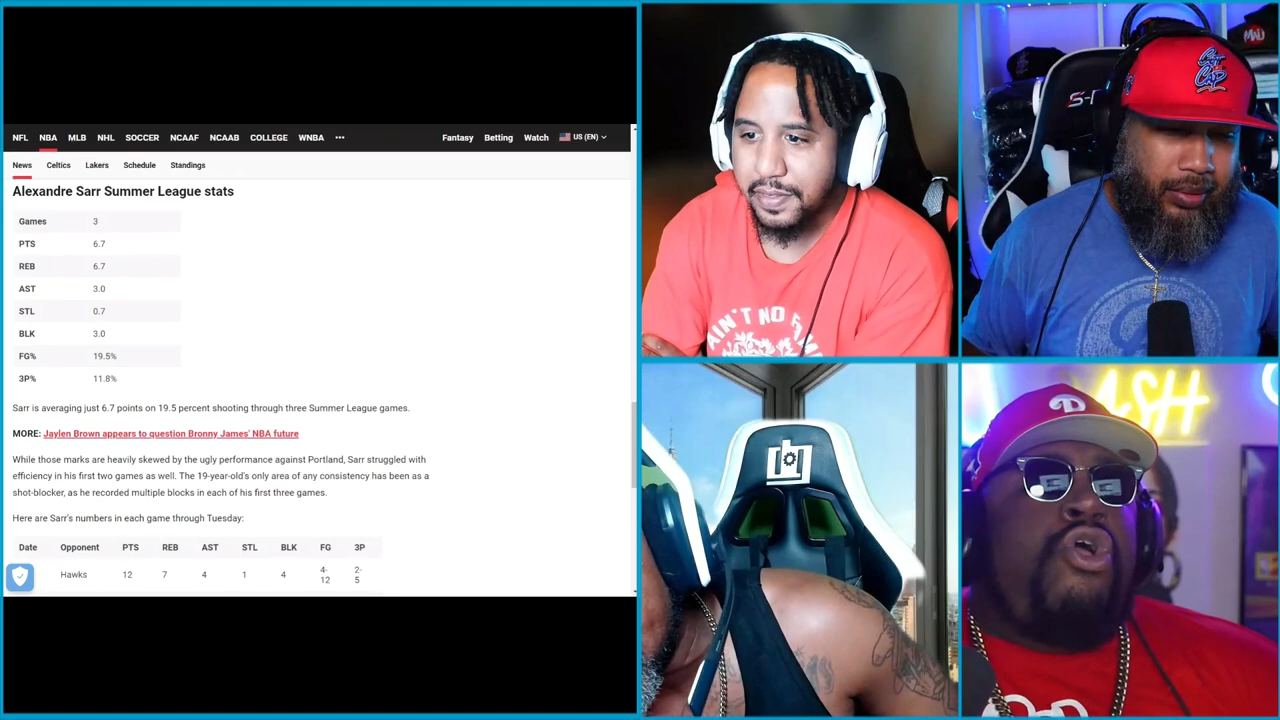 NFL NBA MLB NHL SOCCER NCAAF NCAAB COLLEGE WNBA ••• Fantasy Betting Watch US (EN)
News Celtics Lakers Schedule Standings
Alexandre Sarr Summer League stats
Games 3
PTS 6.7
REB 6.7
AST 3.0
STL 0.7
BLK 3.0
FG% 19.5%
3P% 11.8%
Sarr is averaging just 6.7 points on 19.5 percent shooting through three Summer League games.
MORE: Jaylen Brown appears to question Bronny James' NBA future
While those marks are heavily skewed by the ugly performance against Portland, Sarr struggled with
efficiency in his first two games as well. The 19-year-old's only area of any consistency has been as a
shot-blocker, as he recorded multiple blocks in each of his first three games.
Here are Sarr's numbers in each game through Tuesday:
Date Opponent PTS REB AST STL BLK FG 3P
Hawks 12 7 4 1 4 4-12 2-5
AIN'T NO
CAP
ASH